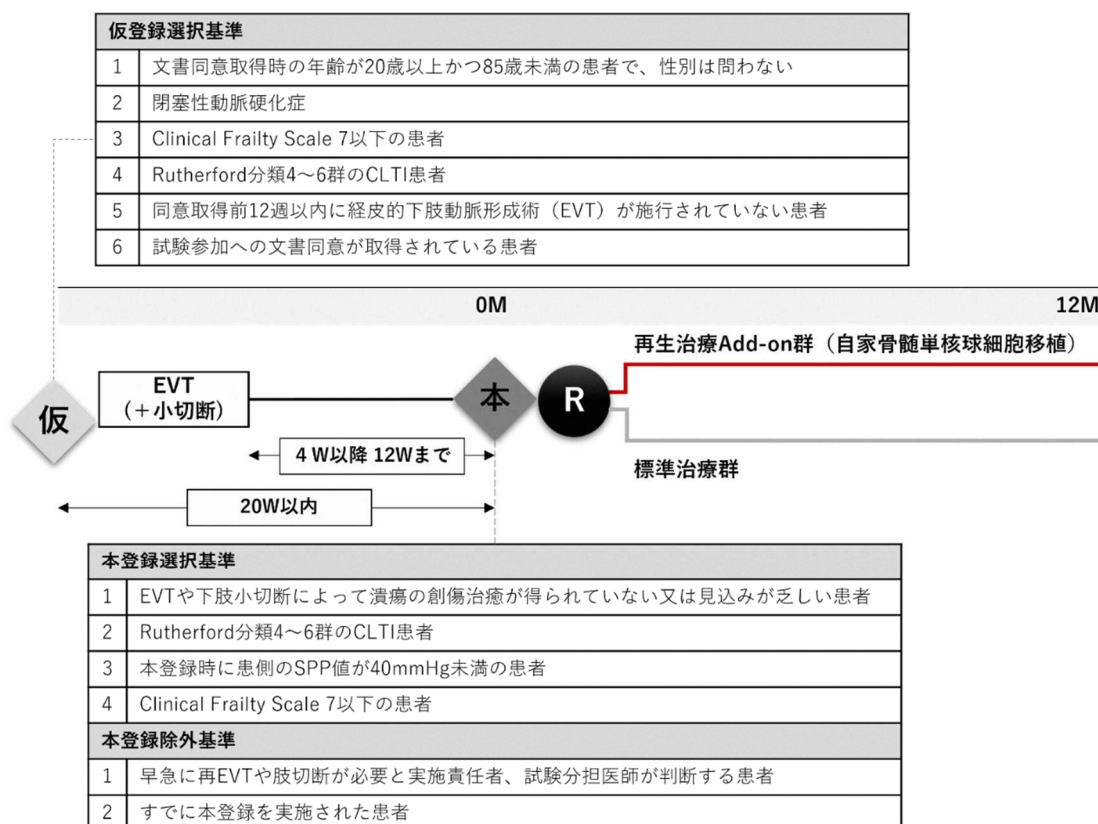 仮登録選択基準
1 文書同意取得時の年齢が20歳以上かつ85歳未満の患者で、性別は問わない
2 閉塞性動脈硬化症
3 Clinical Frailty Scale 7以下の患者
4 Rutherford分類4～6群のCLTI患者
5 同意取得前12週以内に経皮的下肢動脈形成術（EVT）が施行されていない患者
6 試験参加への文書同意が取得されている患者
0M
12M
再生治療Add-on群（自家骨髄単核球細胞移植）
仮
EVT
（＋小切断）
本
R
4 W以降 12Wまで
標準治療群
20W以内
本登録選択基準
1 EVTや下肢小切断によって潰瘍の創傷治癒が得られていない又は見込みが乏しい患者
2 Rutherford分類4～6群のCLTI患者
3 本登録時に患側のSPP値が40mmHg未満の患者
4 Clinical Frailty Scale 7以下の患者
本登録除外基準
1 早急に再EVTや肢切断が必要と実施責任者、試験分担医師が判断する患者
2 すでに本登録を実施された患者